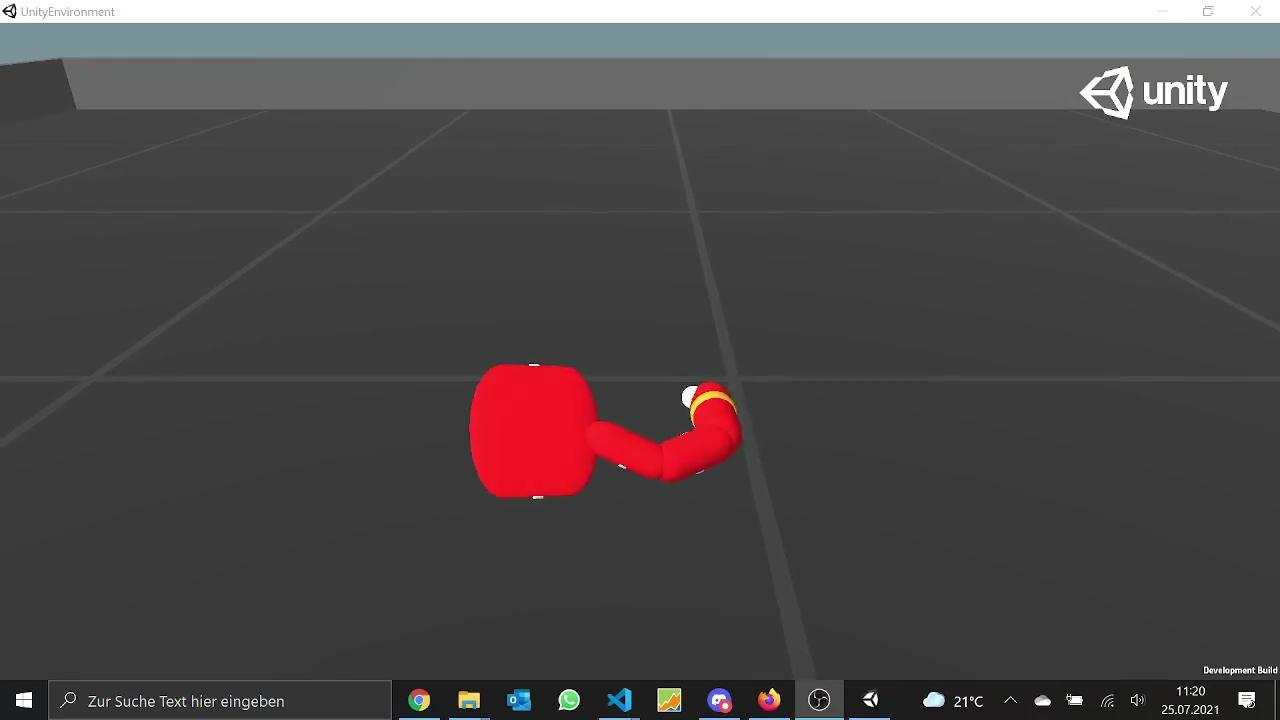 UnityEnvironment
unity
Development Build
Zur Suche Text hier eingeben
21°C
11:20
25.07.2021